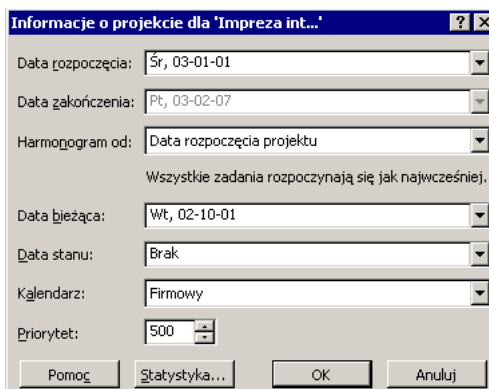 Informacje o projekcie dla 'Impreza int...'
Data rozpoczęcia: Śr, 03-01-01
Data zakończenia: Pt, 03-02-07
Harmonogram od: Data rozpoczęcia projektu
Wszystkie zadania rozpoczynają się jak najwcześniej.
Data bieżąca: Wt, 02-10-01
Data stanu: Brak
Kalendarz: Firmowy
Priorytet: 500
Pomoc Statystyka... OK Anuluj